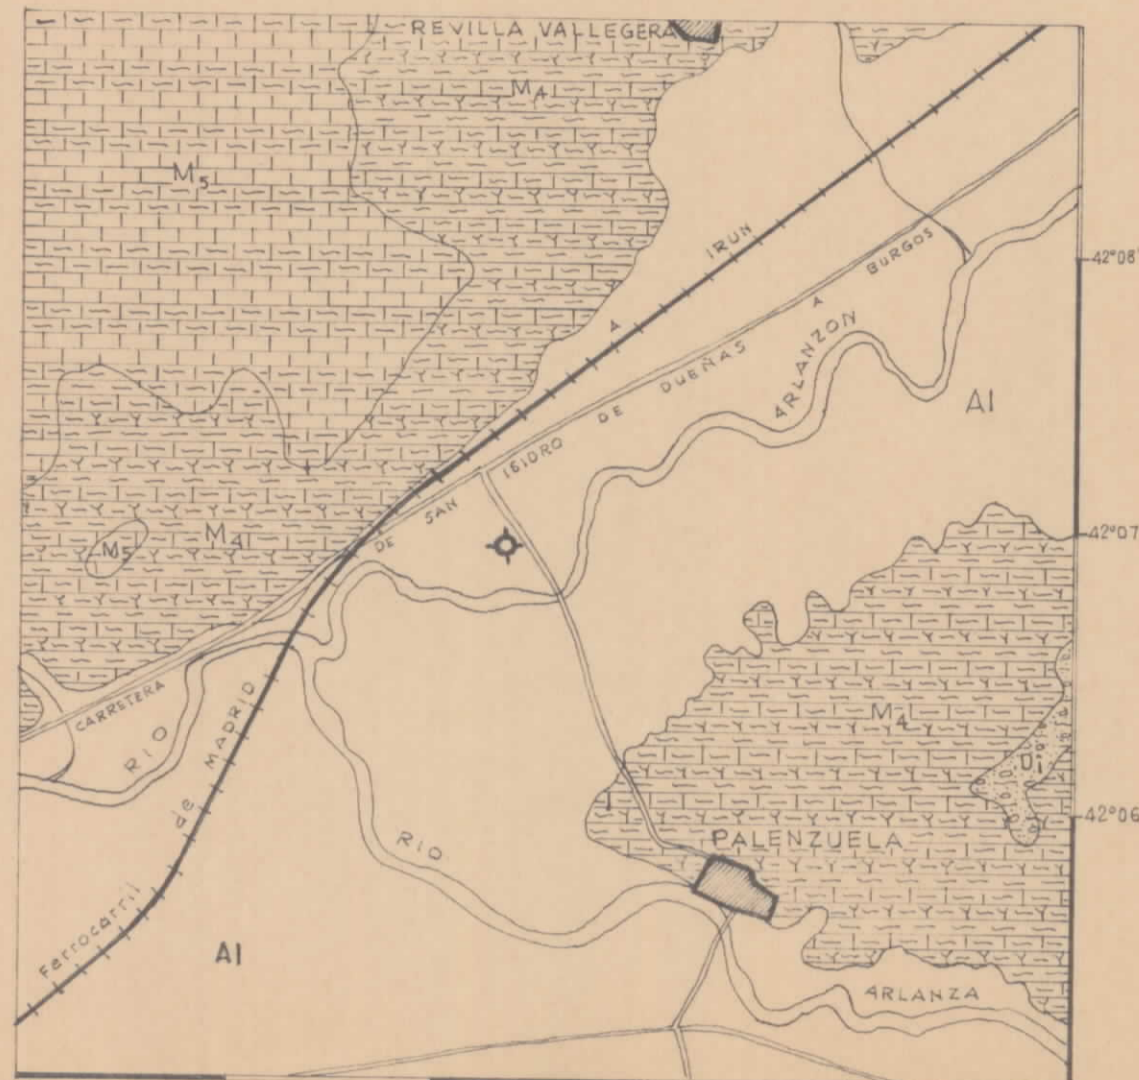 REVILLA VALLEGERA
M4
M5
IRUN
A
BURGOS
A
DUEÑAS
DE
ISIDRO
SAN
DE
CARRETERA
42°08'
ARLANZON
Al
42°07'
M4
M5
M4
Di
RIO
de MADRID
Ferrocarril
42°06'
RIO
PALENZUELA
Al
ARLANZA